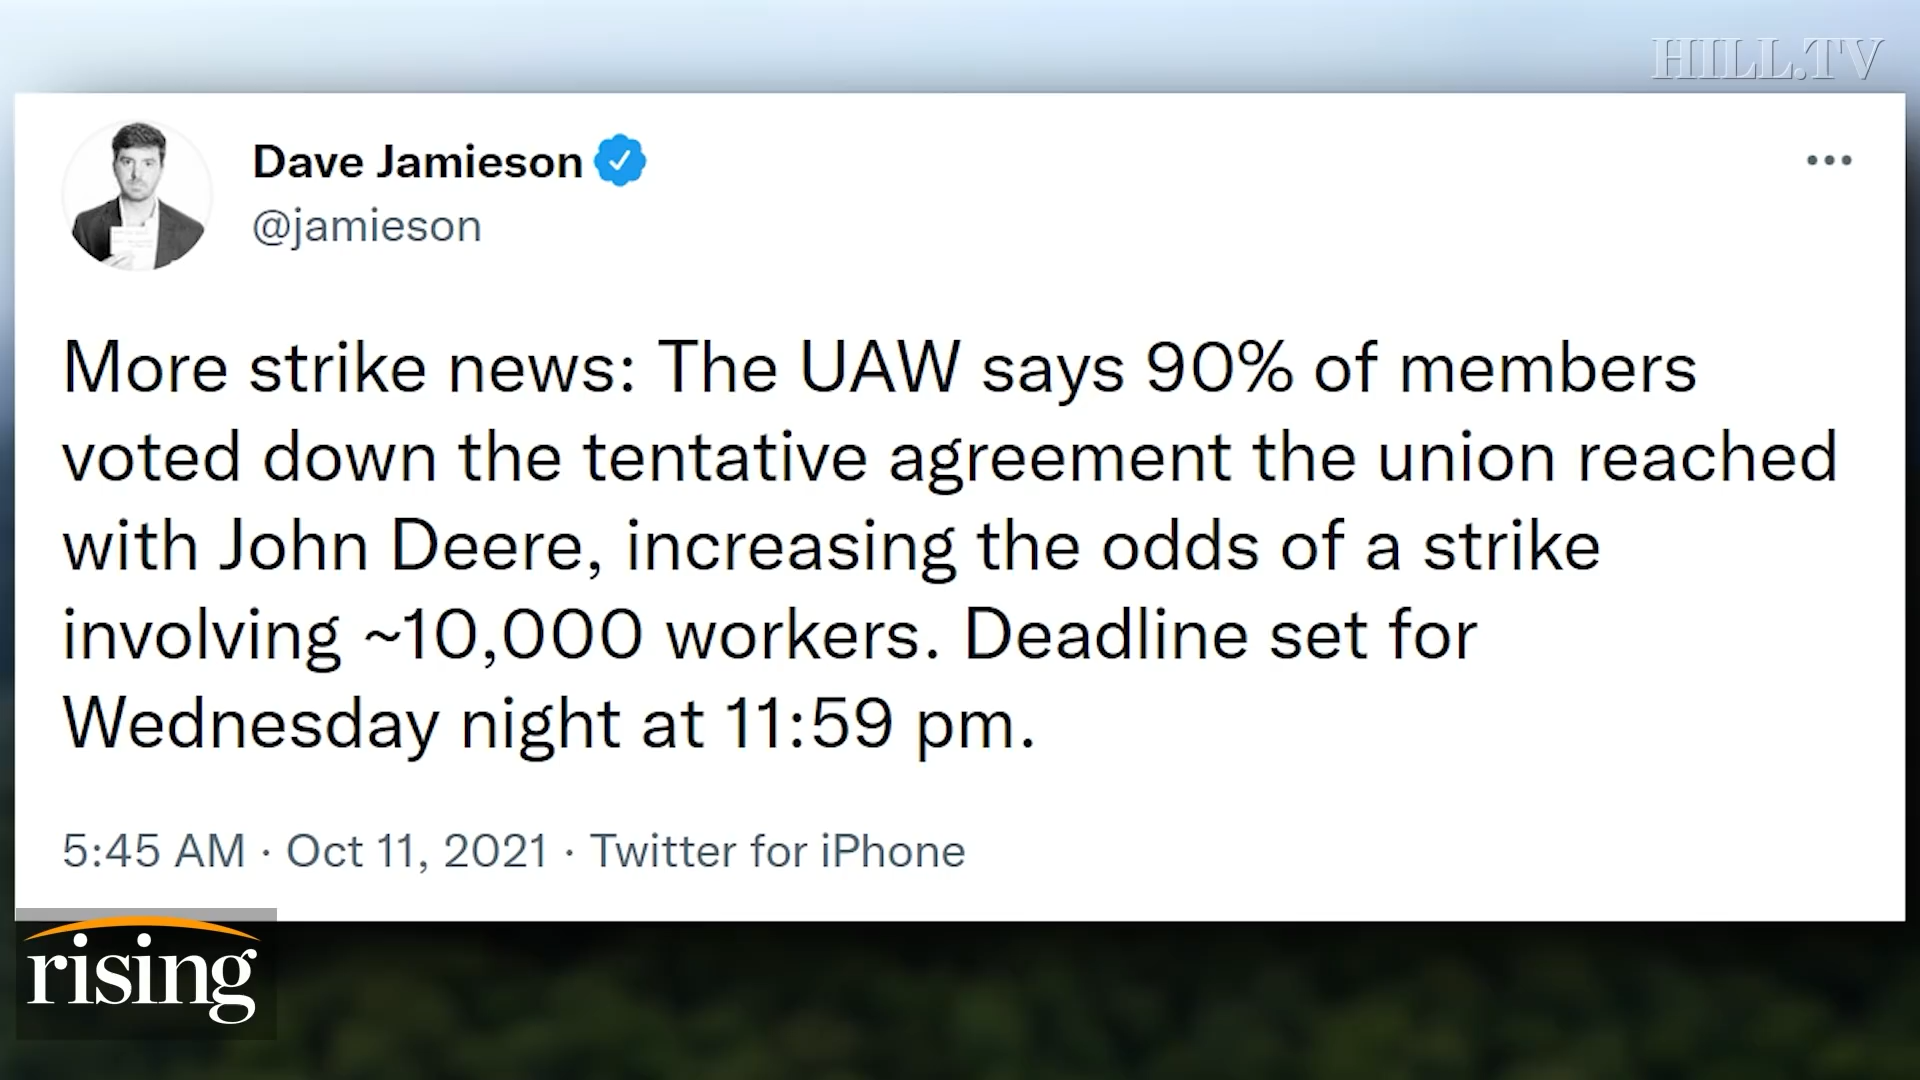 HILL.TV
Dave Jamieson
@jamieson
More strike news: The UAW says 90% of members
voted down the tentative agreement the union reached
with John Deere, increasing the odds of a strike
involving ~10,000 workers. Deadline set for
Wednesday night at 11:59 pm.
5:45 AM · Oct 11, 2021 · Twitter for iPhone
rising